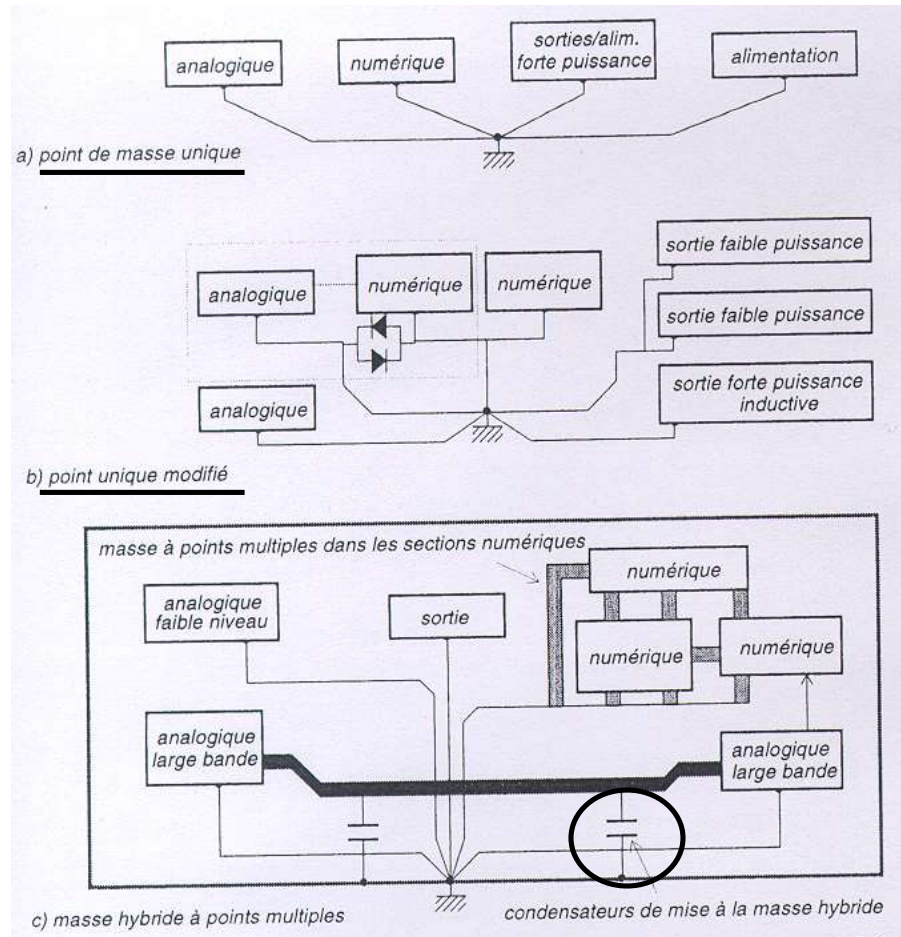 analogique
numérique
sorties/alim.
forte puissance
alimentation
a) point de masse unique
analogique
numérique
numérique
sortie faible puissance
sortie faible puissance
sortie forte puissance
inductive
analogique
b) point unique modifié
masse à points multiples dans les sections numériques
analogique
faible niveau
sortie
numérique
numérique
numérique
analogique
large bande
analogique
large bande
c) masse hybride à points multiples
condensateurs de mise à la masse hybride